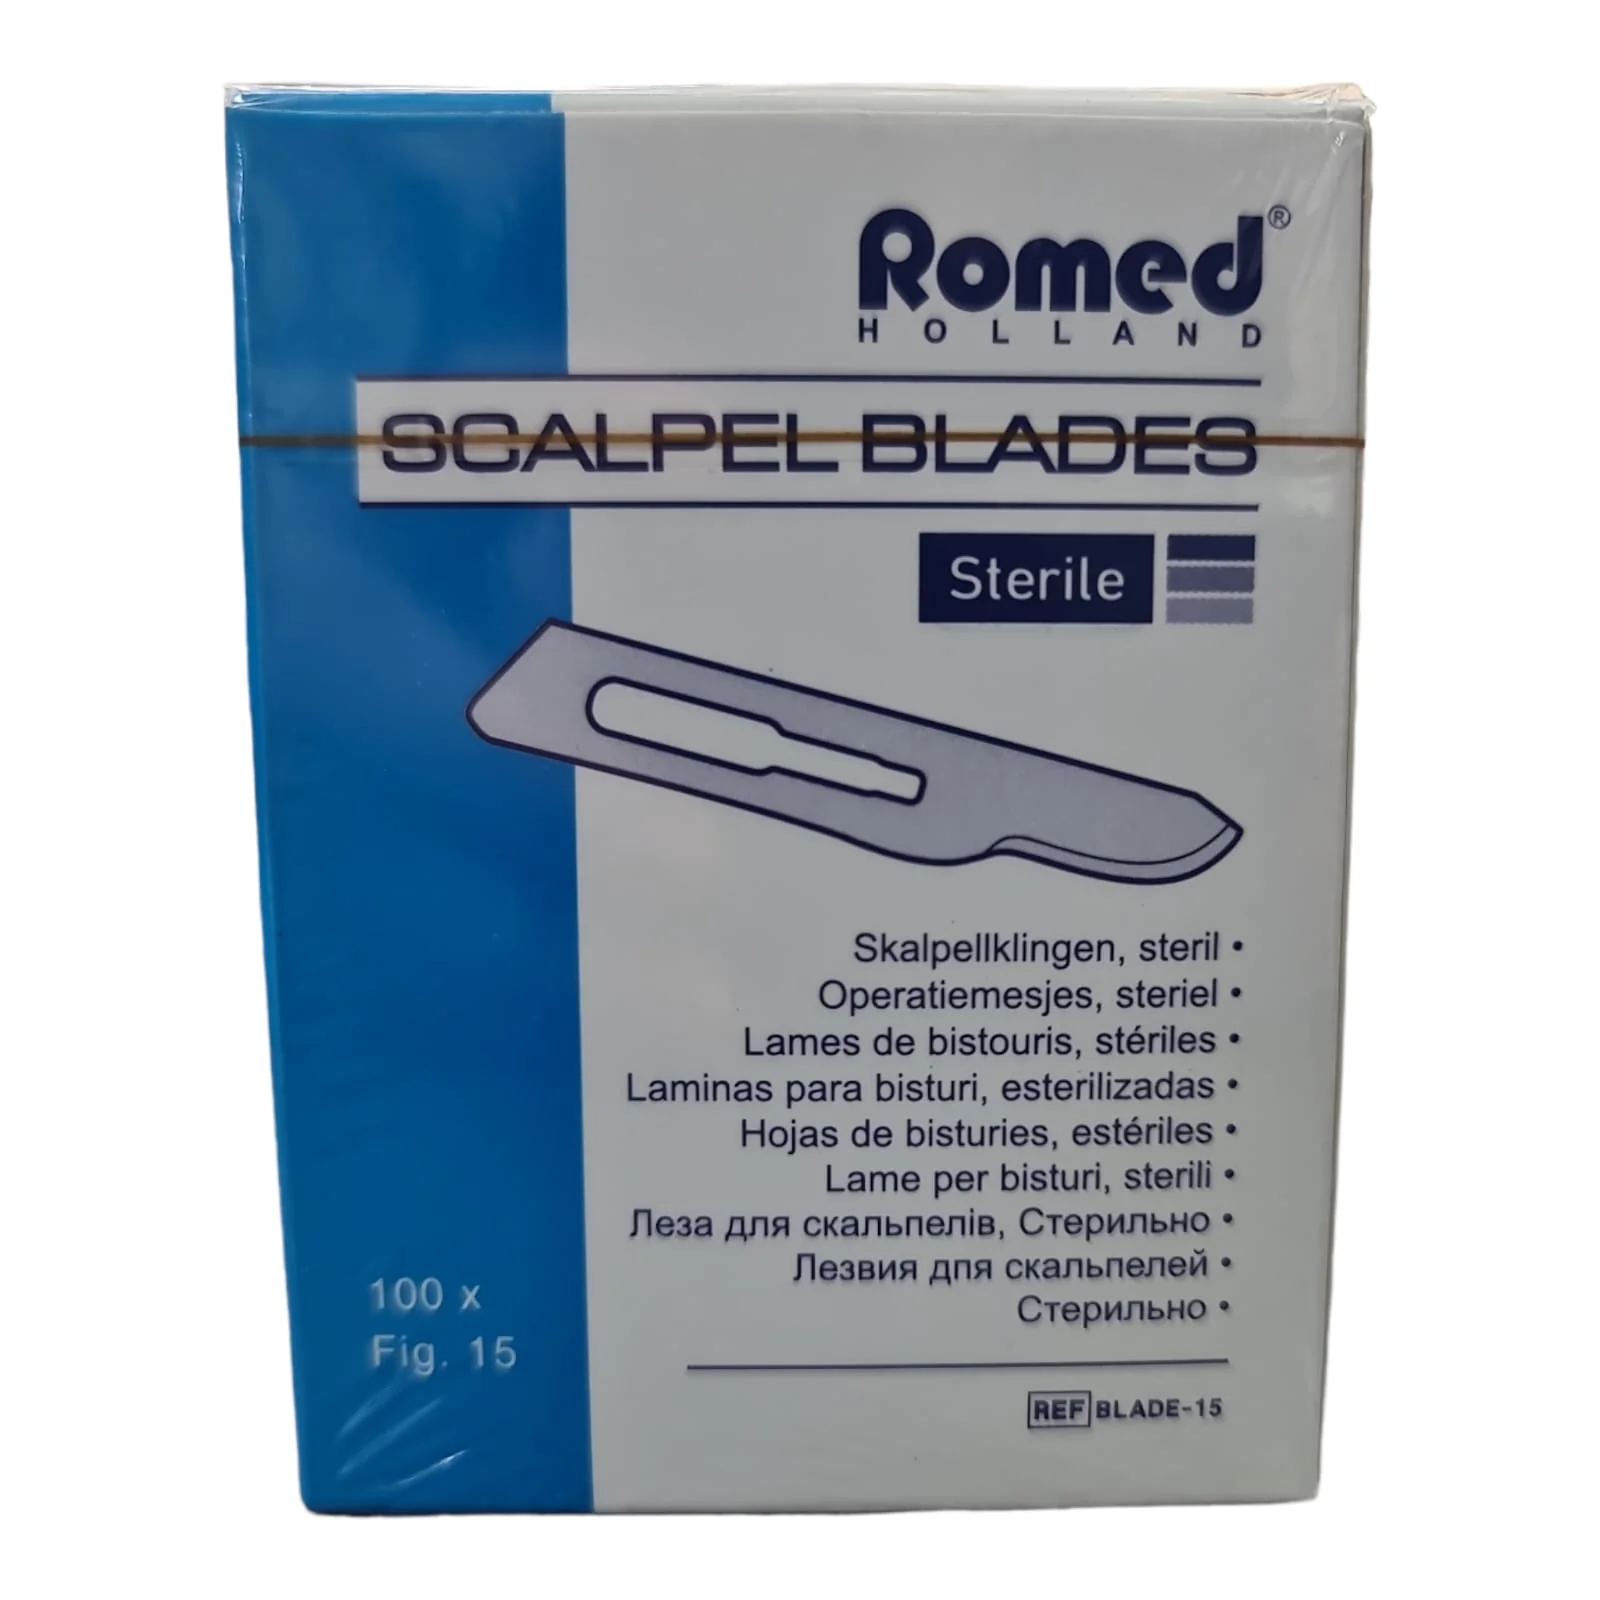 Romed®
HOLLAND
SCALPEL BLADES
Sterile
Skalpellklingen, steril •
Operatiemesjes, steriel •
Lames de bistouris, stériles •
Laminas para bisturi, esterilizadas •
Hojas de bisturies, estériles •
Lame per bisturi, sterili •
Леза для скальпелів, Стерильно •
Лезвия для скальпелей •
Стерильно •
100 x
Fig. 15
REF BLADE-15